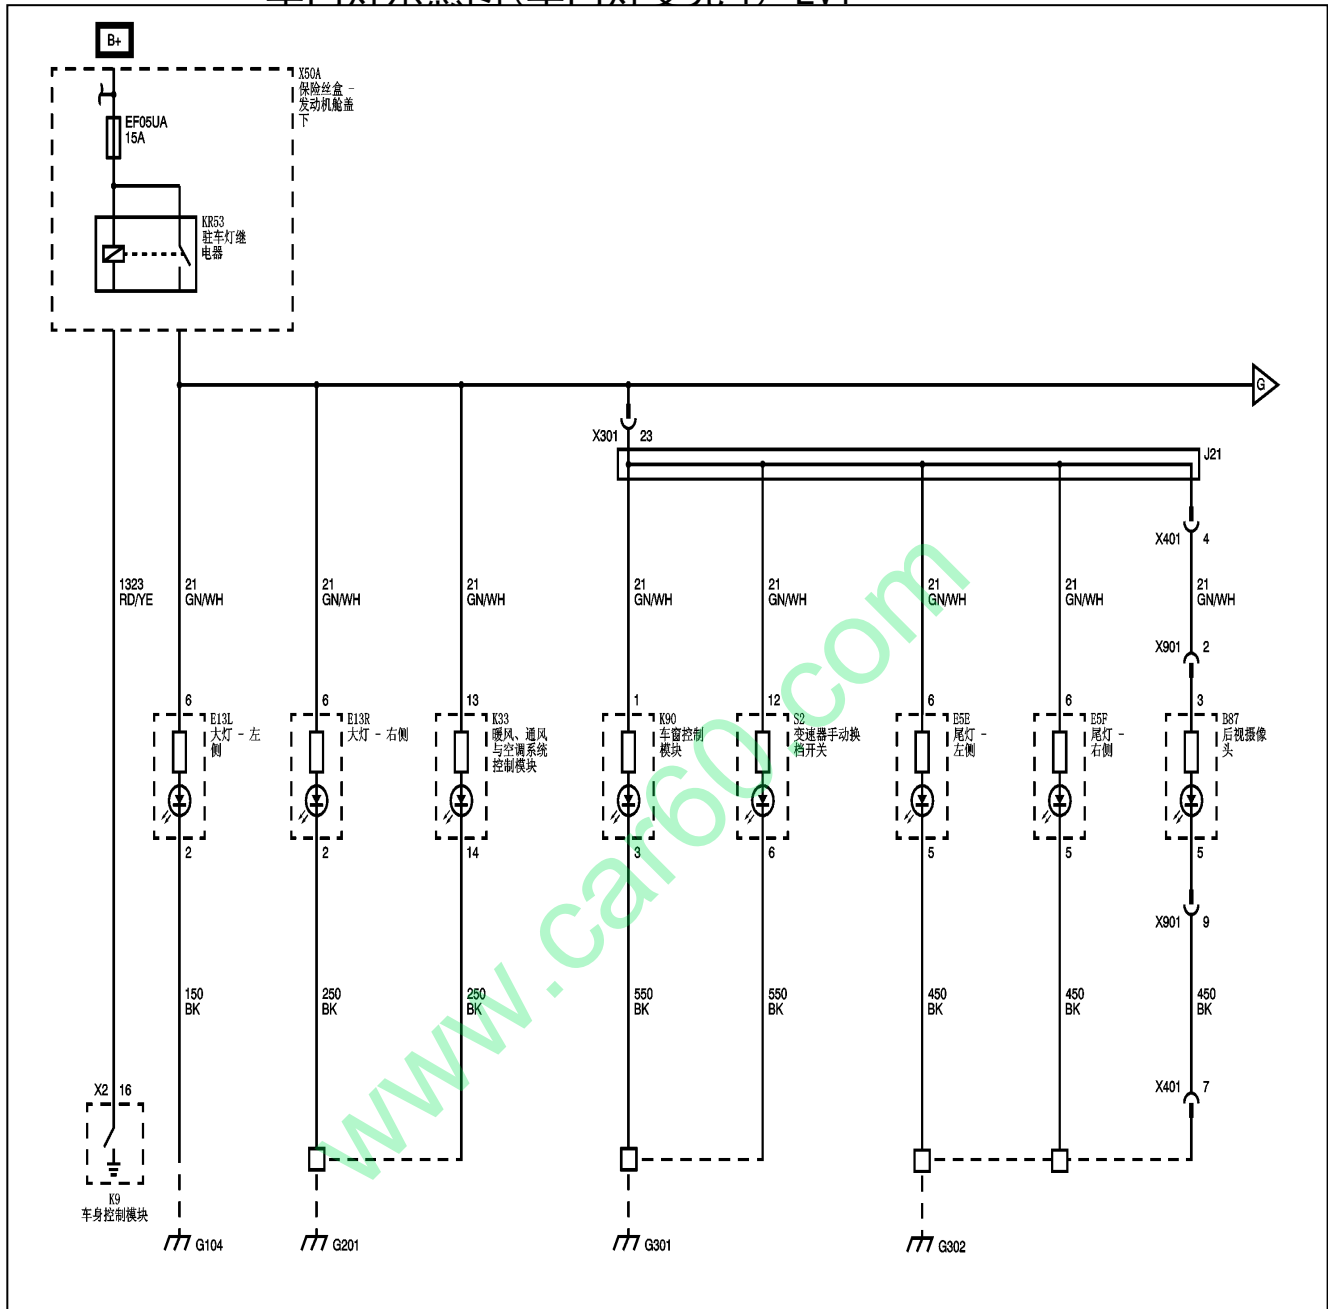 B+
X50A
保险丝盒 -
发动机舱盖
下
EF05UA
15A
KR53
驻车灯继
电器
G
X301 23
J21
X401 4
1323
RD/YE
21
GN/WH
21
GN/WH
21
GN/WH
21
GN/WH
21
GN/WH
21
GN/WH
21
GN/WH
21
GN/WH
X901 2
6
E13L
大灯 - 左
侧
2
6
E13R
大灯 - 右侧
2
13
K33
暖风、通风
与空调系统
控制模块
14
1
K90
车窗控制
模块
3
12
S2
变速器手动换
档开关
6
6
E5E
尾灯 -
左侧
5
6
E5F
尾灯 -
右侧
5
3
B87
后视摄像
头
5
X901 9
150
BK
250
BK
250
BK
550
BK
550
BK
450
BK
450
BK
450
BK
X2 16
X401 7
K9
车身控制模块
G104
G201
G301
G302
www.car60.com